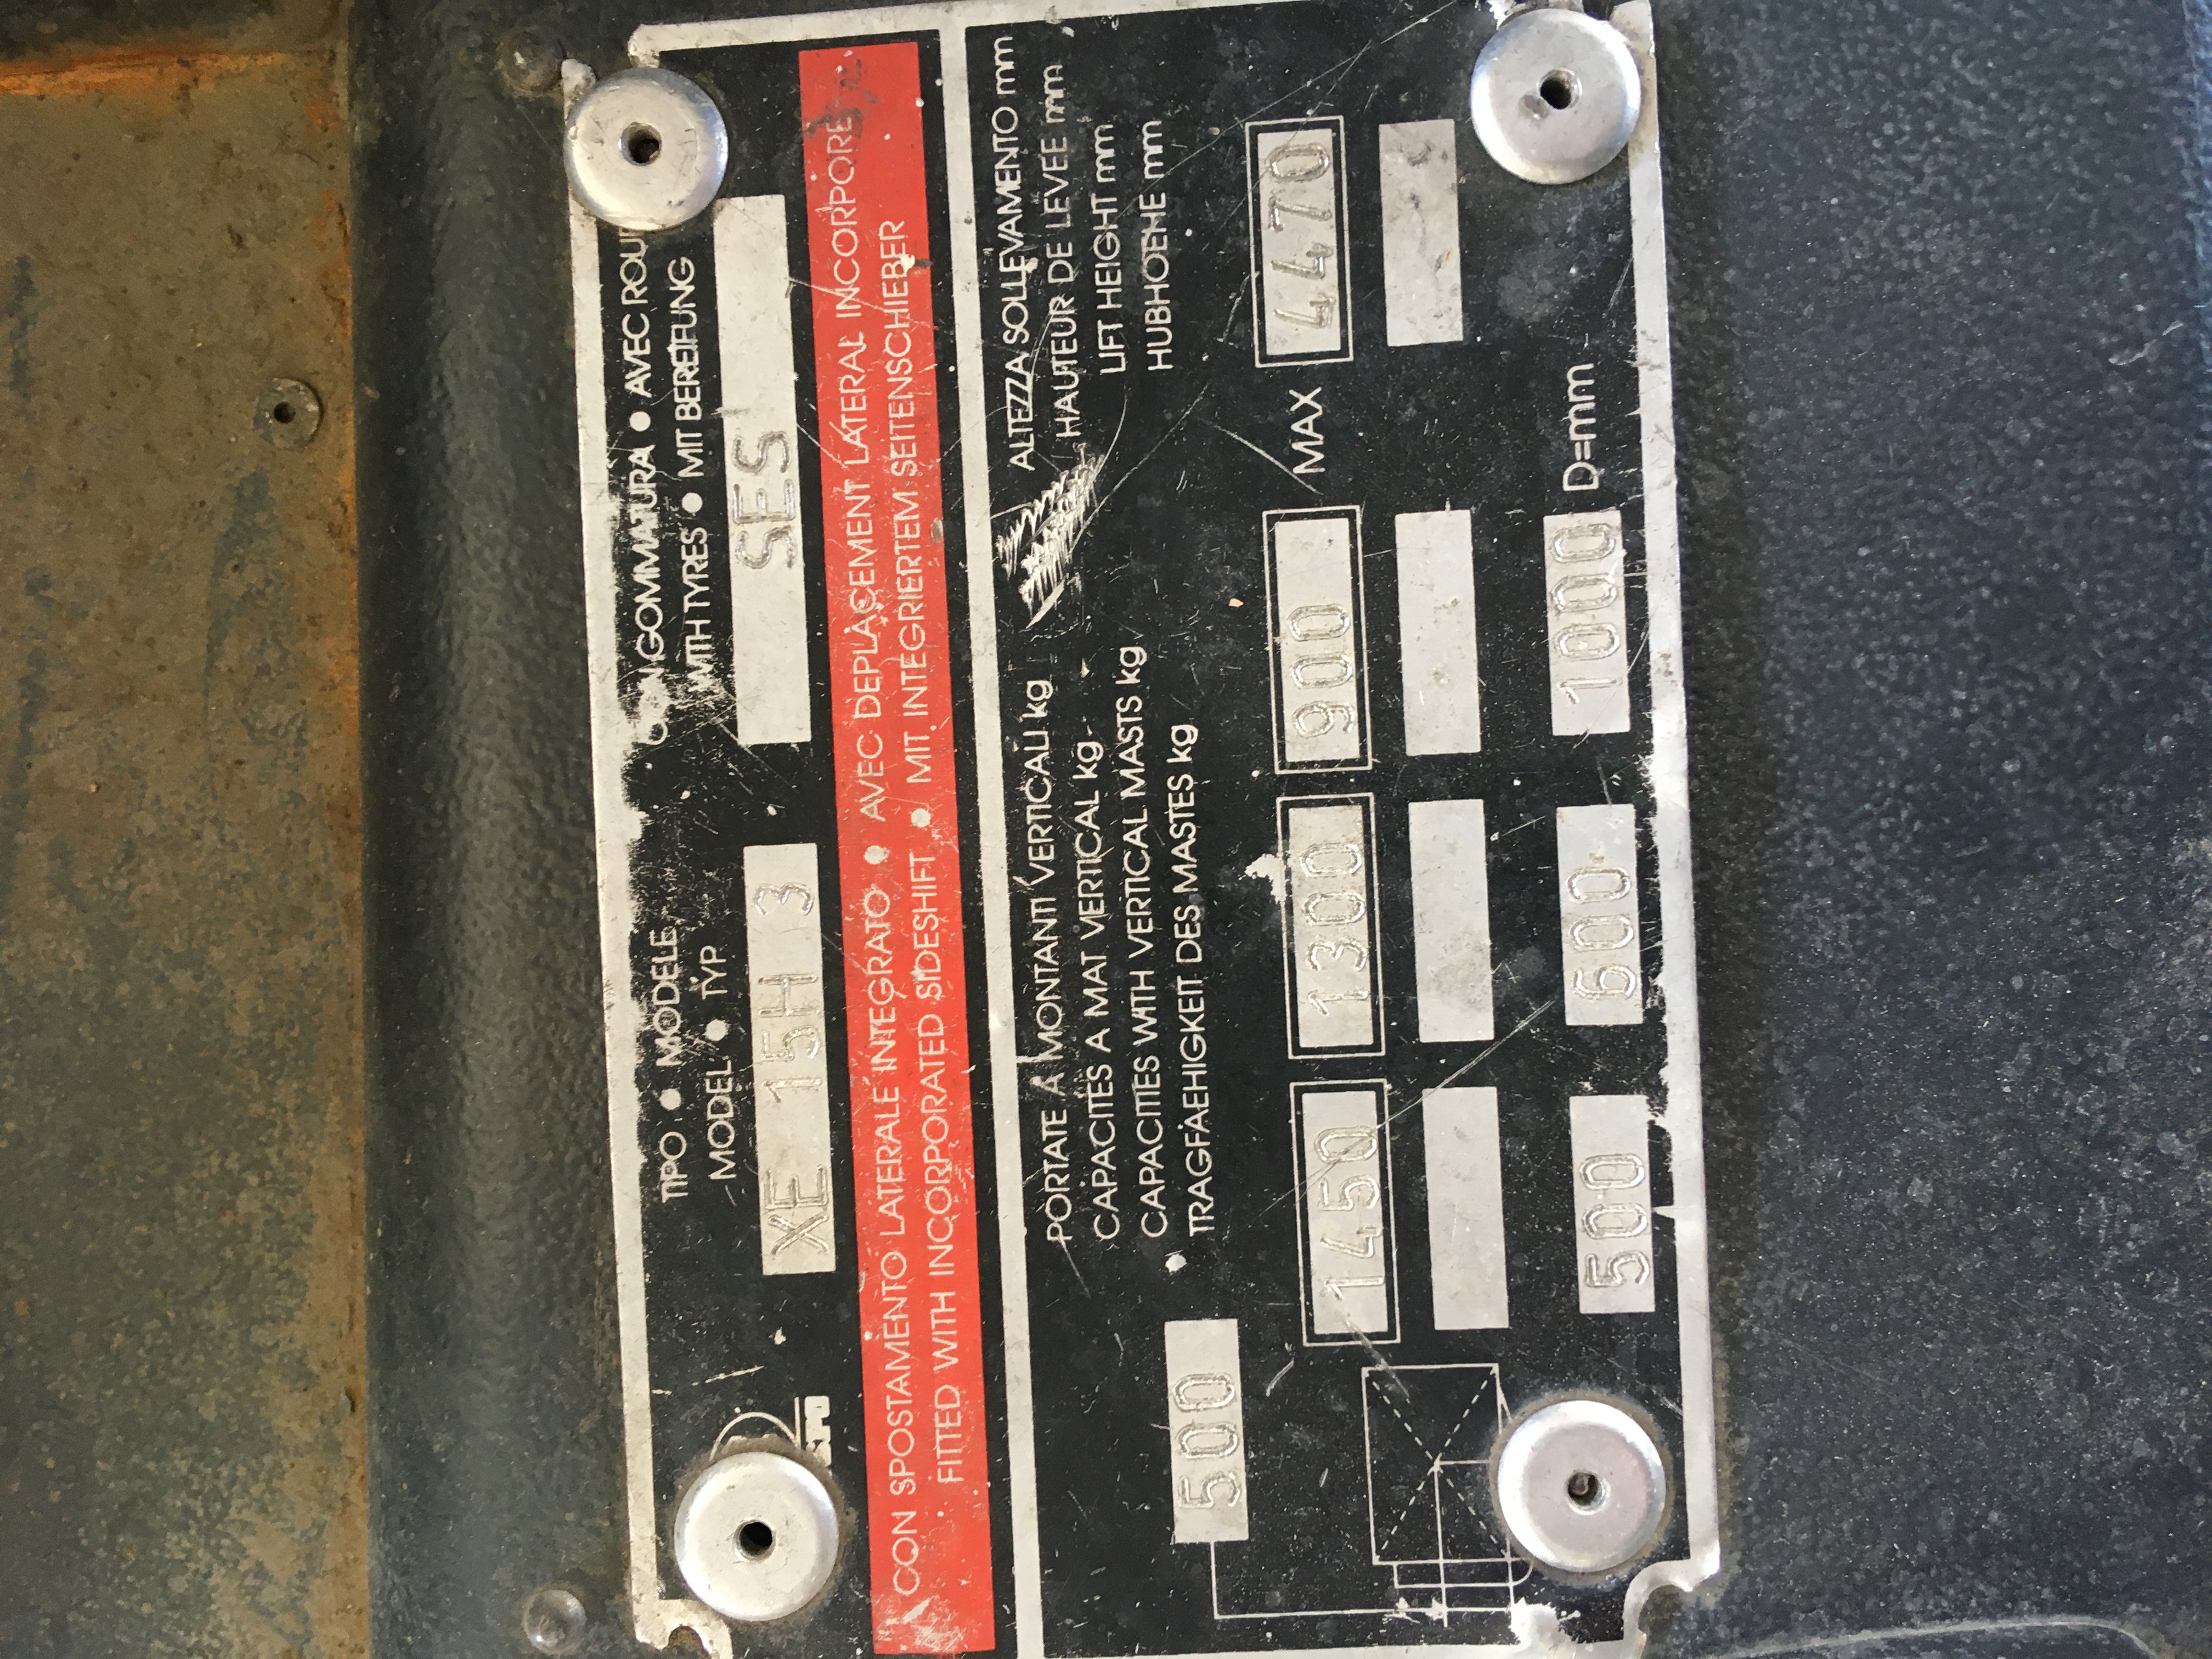 TIPO • MODELE
MODEL • TYP
XE 15H 3
GOMMATURA • AVEC
WITH TYRES • MIT BEREIFUNG
SES
CON SPOSTAMENTO LATERALE INTEGRATO • AVEC DEPLACEMENT LATERAL INCORPORE
FITTED WITH INCORPORATED SIDESHIFT • MIT INTEGRIERTEM SEITENSCHIEBER
PORTATE A MONTANTI VERTICALI kg
CAPACITES A MAT VERTICAL kg
CAPACITIES WITH VERTICAL MASTS kg
TRAGFAEHIGKEIT DES MASTES kg
ALTEZZA SOLLEVAMENTO mm
HAUTEUR DE LEVEE mm
LIFT HEIGHT mm
HUBHOEHE mm
500
1450 1300 900 MAX 4470
500 600 1000 D=mm